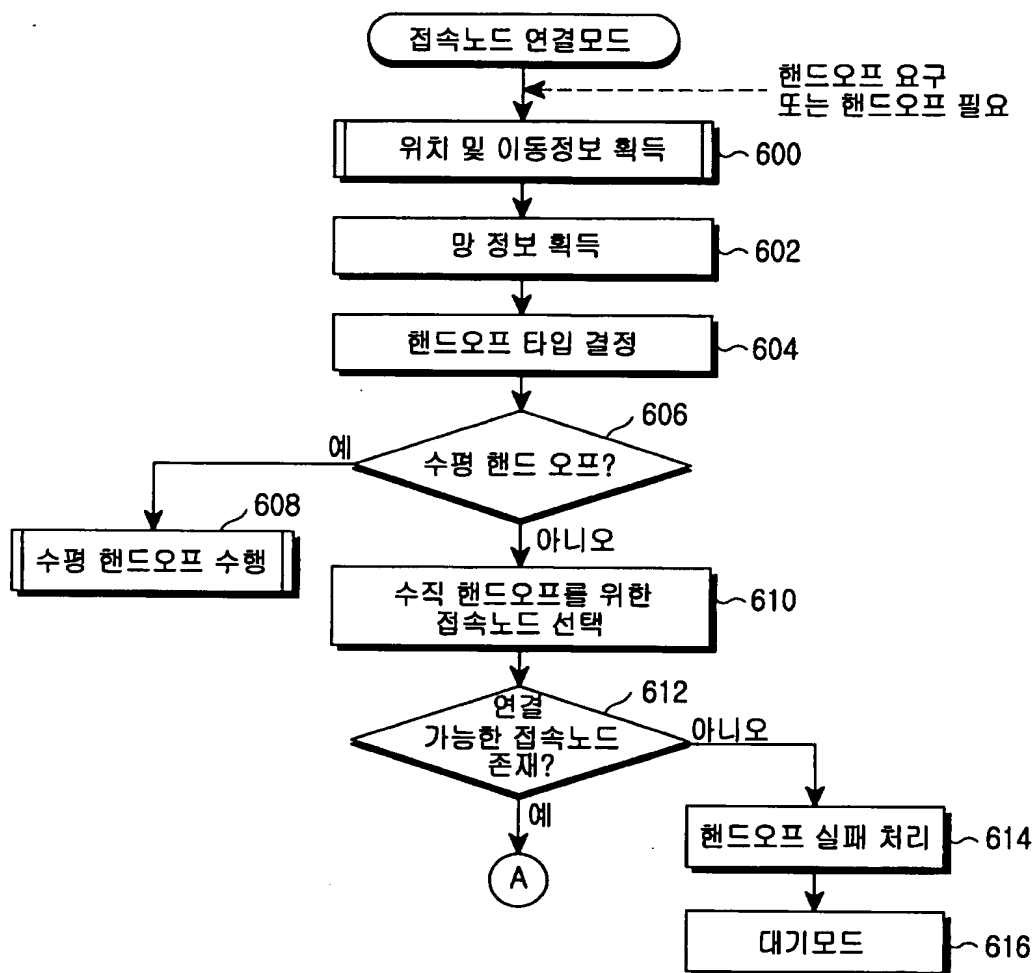 접속노드 연결모드
핸드오프 요구
또는 핸드오프 필요
위치 및 이동정보 획득
600
망 정보 획득
602
핸드오프 타입 결정
604
606
예
수평 핸드 오프?
608
수평 핸드오프 수행
아니오
수직 핸드오프를 위한
접속노드 선택
610
612
연결
가능한 접속노드
존재?
아니오
예
A
핸드오프 실패 처리
614
대기모드
616